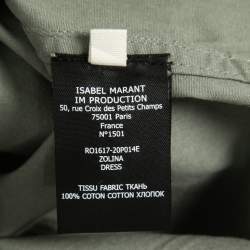 ISABEL MARANT
IM PRODUCTION
50, rue Croix des Petits Champs
75001 Paris
France
N°1501
RO1617-20P014E
ZOLINA
DRESS
TISSU FABRIC ТКАНЬ
100% COTON COTTON ХЛОПОК